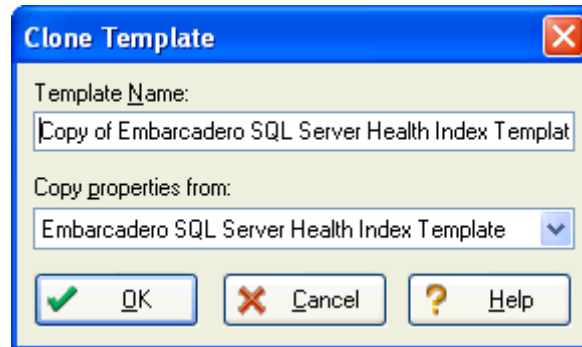 Clone Template
Template Name:
Copy of Embarcadero SQL Server Health Index Templat
Copy properties from:
Embarcadero SQL Server Health Index Template
OK
Cancel
Help